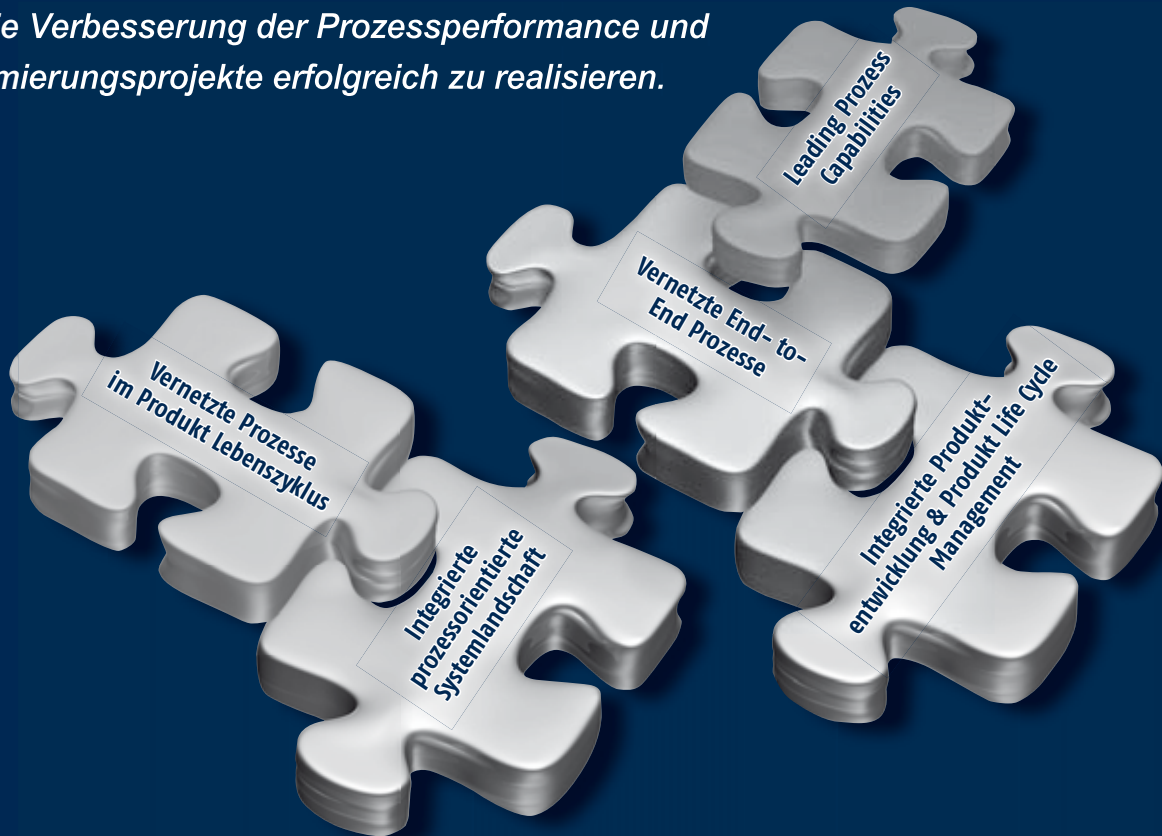 e Verbesserung der Prozessperformance und
mierungsprojekte erfolgreich zu realisieren.
Leading Prozess
Capabilities
Vernetzte End- to-
End Prozesse
Vernetzte Prozesse
im Produkt Lebenszyklus
Integrierte Produkt-
entwicklung & Produkt Life Cycle
Management
Integrierte
prozessorientierte
Systemlandschaft